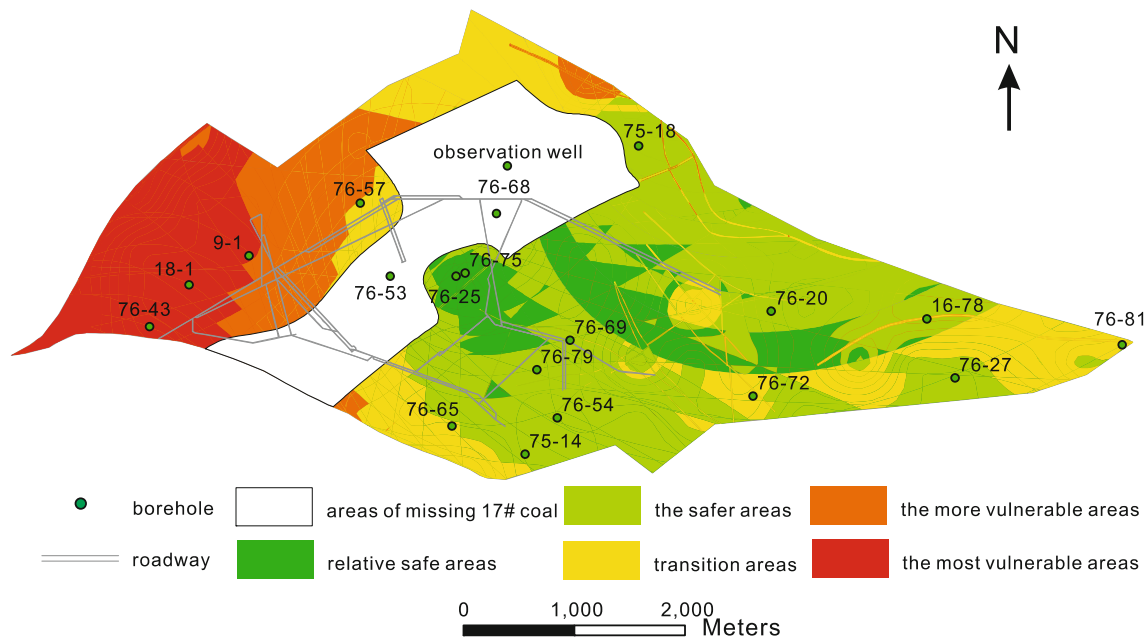 N
75-18
observation well
76-68
76-57
9-1
76-75
18-1
76-53
76-25
76-20
76-43
16-78
76-81
76-69
76-79
76-27
76-72
76-65
76-54
75-14
borehole
areas of missing 17# coal
the safer areas
the more vulnerable areas
roadway
relative safe areas
transition areas
the most vulnerable areas
0 1,000 2,000
Meters